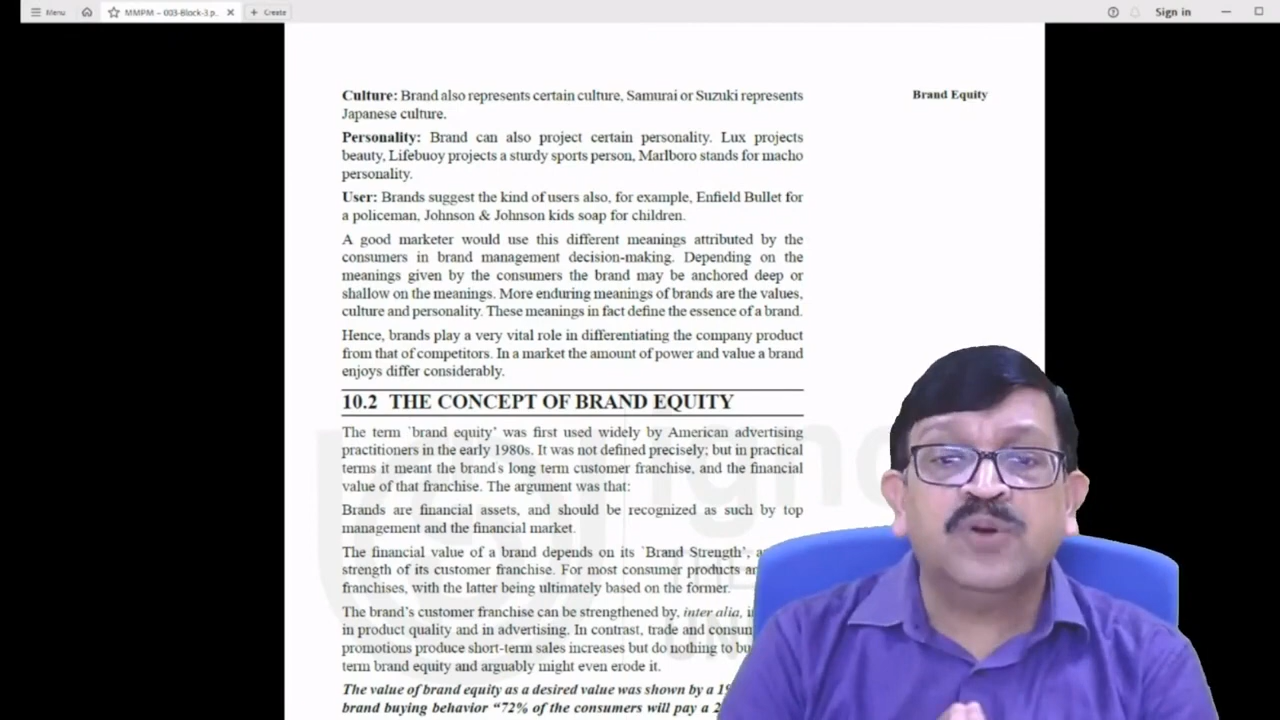 Menu
MMPM – 003-Block-3.p...
+ Create
Sign in
Culture: Brand also represents certain culture, Samurai or Suzuki represents
Japanese culture.
Brand Equity
Personality: Brand can also project certain personality. Lux projects
beauty, Lifebuoy projects a sturdy sports person, Marlboro stands for macho
personality.
User: Brands suggest the kind of users also, for example, Enfield Bullet for
a policeman, Johnson & Johnson kids soap for children.
A good marketer would use this different meanings attributed by the
consumers in brand management decision-making. Depending on the
meanings given by the consumers the brand may be anchored deep or
shallow on the meanings. More enduring meanings of brands are the values,
culture and personality. These meanings in fact define the essence of a brand.
Hence, brands play a very vital role in differentiating the company product
from that of competitors. In a market the amount of power and value a brand
enjoys differ considerably.
10.2 THE CONCEPT OF BRAND EQUITY
The term `brand equity' was first used widely by American advertising
practitioners in the early 1980s. It was not defined precisely; but in practical
terms it meant the brand's long term customer franchise, and the financial
value of that franchise. The argument was that:
Brands are financial assets, and should be recognized as such by top
management and the financial market.
The financial value of a brand depends on its `Brand Strength',
strength of its customer franchise. For most consumer products
franchises, with the latter being ultimately based on the former.
The brand's customer franchise can be strengthened by, inter alia,
in product quality and in advertising. In contrast, trade and
promotions produce short-term sales increases but do nothing to
term brand equity and arguably might even erode it.
The value of brand equity as a desired value was shown by a
brand buying behavior “72% of the consumers will pay a